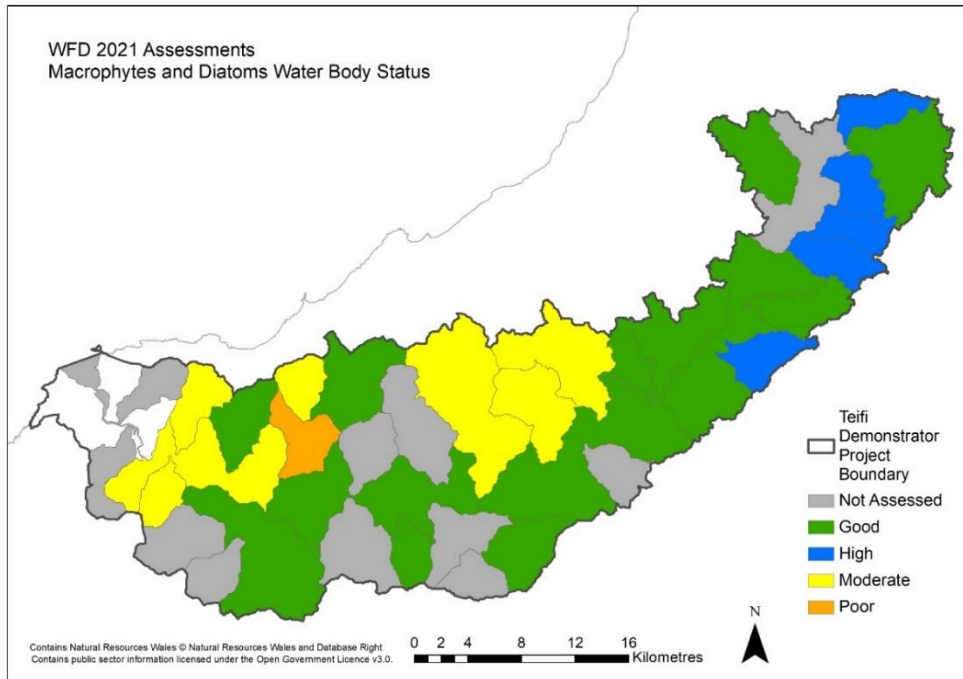 WFD 2021 Assessments
Macrophytes and Diatoms Water Body Status
Teifi
Demonstrator
Project
Boundary
Not Assessed
Good
High
Moderate
Poor
N
0 2 4 8 12 16
Kilometres
Contains Natural Resources Wales © Natural Resources Wales and Database Right
Contains public sector information licensed under the Open Government Licence v3.0.